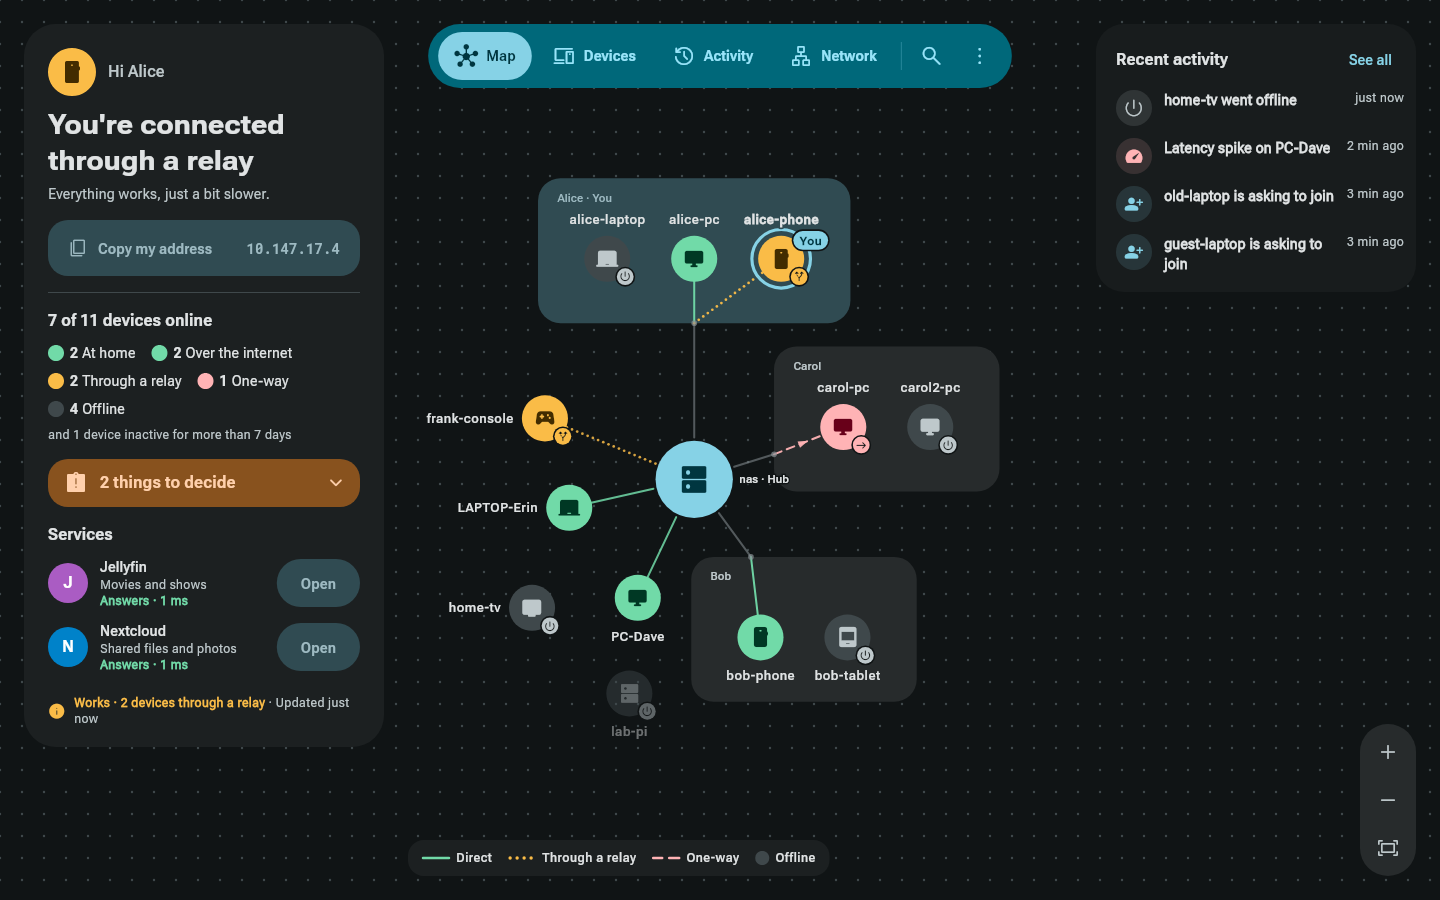 Hi Alice
You're connected
through a relay
Everything works, just a bit slower.
Copy my address 10.147.17.4
7 of 11 devices online
2 At home 2 Over the internet
2 Through a relay 1 One-way
4 Offline
and 1 device inactive for more than 7 days
2 things to decide
Services
J Jellyfin
Movies and shows
Answers · 1 ms
Open
N Nextcloud
Shared files and photos
Answers · 1 ms
Open
Works · 2 devices through a relay · Updated just
now
Map Devices Activity Network
Alice · You
alice-laptop alice-pc alice-phone
You
Carol
carol-pc carol2-pc
frank-console
nas · Hub
LAPTOP-Erin
Bob
home-tv
PC-Dave
bob-phone bob-tablet
lab-pi
Direct Through a relay One-way Offline
Recent activity See all
home-tv went offline just now
Latency spike on PC-Dave 2 min ago
old-laptop is asking to join 3 min ago
guest-laptop is asking to 3 min ago
join